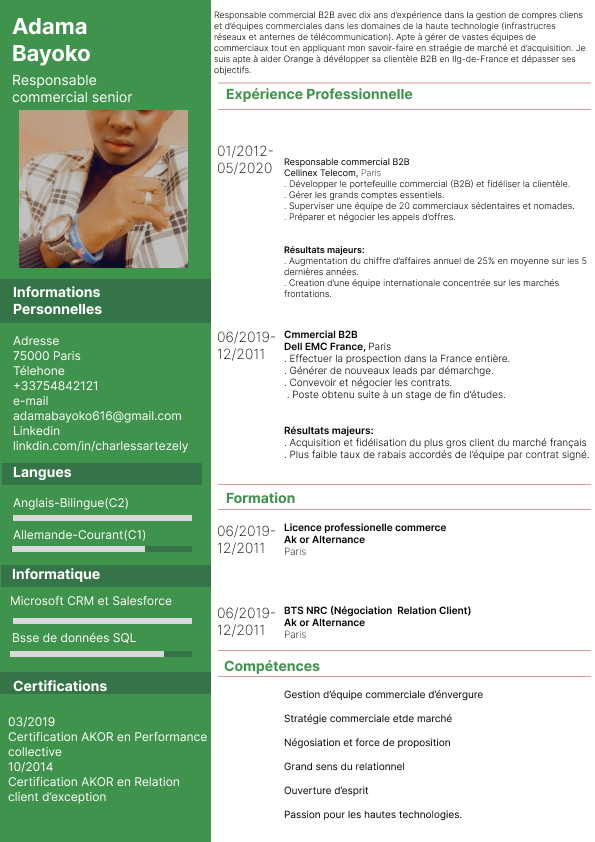 Adama
Bayoko
Responsable
commercial senior
Informations
Personnelles
Adresse
75000 Paris
Télehone
+33754842121
e-mail
adamabayoko616@gmail.com
Linkedin
linkdin.com/in/charlessartezely
Langues
Anglais-Bilingue(C2)
Allemande-Courant(C1)
Informatique
Microsoft CRM et Salesforce
Bsse de données SQL
Certifications
03/2019
Certification AKOR en Performance
collective
10/2014
Certification AKOR en Relation
client d’exception
Responsable commercial B2B avec dix ans d’expérience dans la gestion de compres cliens
et d’équipes commerciales dans les domaines de la haute technologie (infrastrucres
réseaux et anternes de télécommunication). Apte à gérer de vastes équipes de
commerciaux tout en appliquant mon savoir-faire en straégie de marché et d’acquisition. Je
suis apte à aider Orange à développer sa clientèle B2B en Ilg-de-France et dépasser ses
objectifs.
Expérience Professionnelle
01/2012-
05/2020
Responsable commercial B2B
Cellinex Telecom, Paris
. Développer le portefeuille commercial (B2B) et fidéliser la clientèle.
. Gérer les grands comptes essentiels.
. Superviser une équipe de 20 commerciaux sédentaires et nomades.
. Préparer et négocier les appels d’offres.
Résultats majeurs:
. Augmentation du chiffre d’affaires annuel de 25% en moyenne sur les 5
dernières années.
. Creation d’une équipe internationale concentrée sur les marchés
frontations.
06/2019-
12/2011
Cmmercial B2B
Dell EMC France, Paris
. Effectuer la prospection dans la France entière.
. Générer de nouveaux leads par démarchge.
. Convevoir et négocier les contrats.
. Poste obtenu suite à un stage de fin d’études.
Résultats majeurs:
. Acquisition et fidélisation du plus gros client du marché français
. Plus faible taux de rabais accordés de l’équipe par contrat signé.
Formation
06/2019-
12/2011
Licence professionelle commerce
Ak or Alternance
Paris
06/2019-
12/2011
BTS NRC (Négociation Relation Client)
Ak or Alternance
Paris
Compétences
Gestion d’équipe commerciale d’énvergure
Stratégie commerciale etde marché
Négosiation et force de proposition
Grand sens du relationnel
Ouverture d’esprit
Passion pour les hautes technologies.